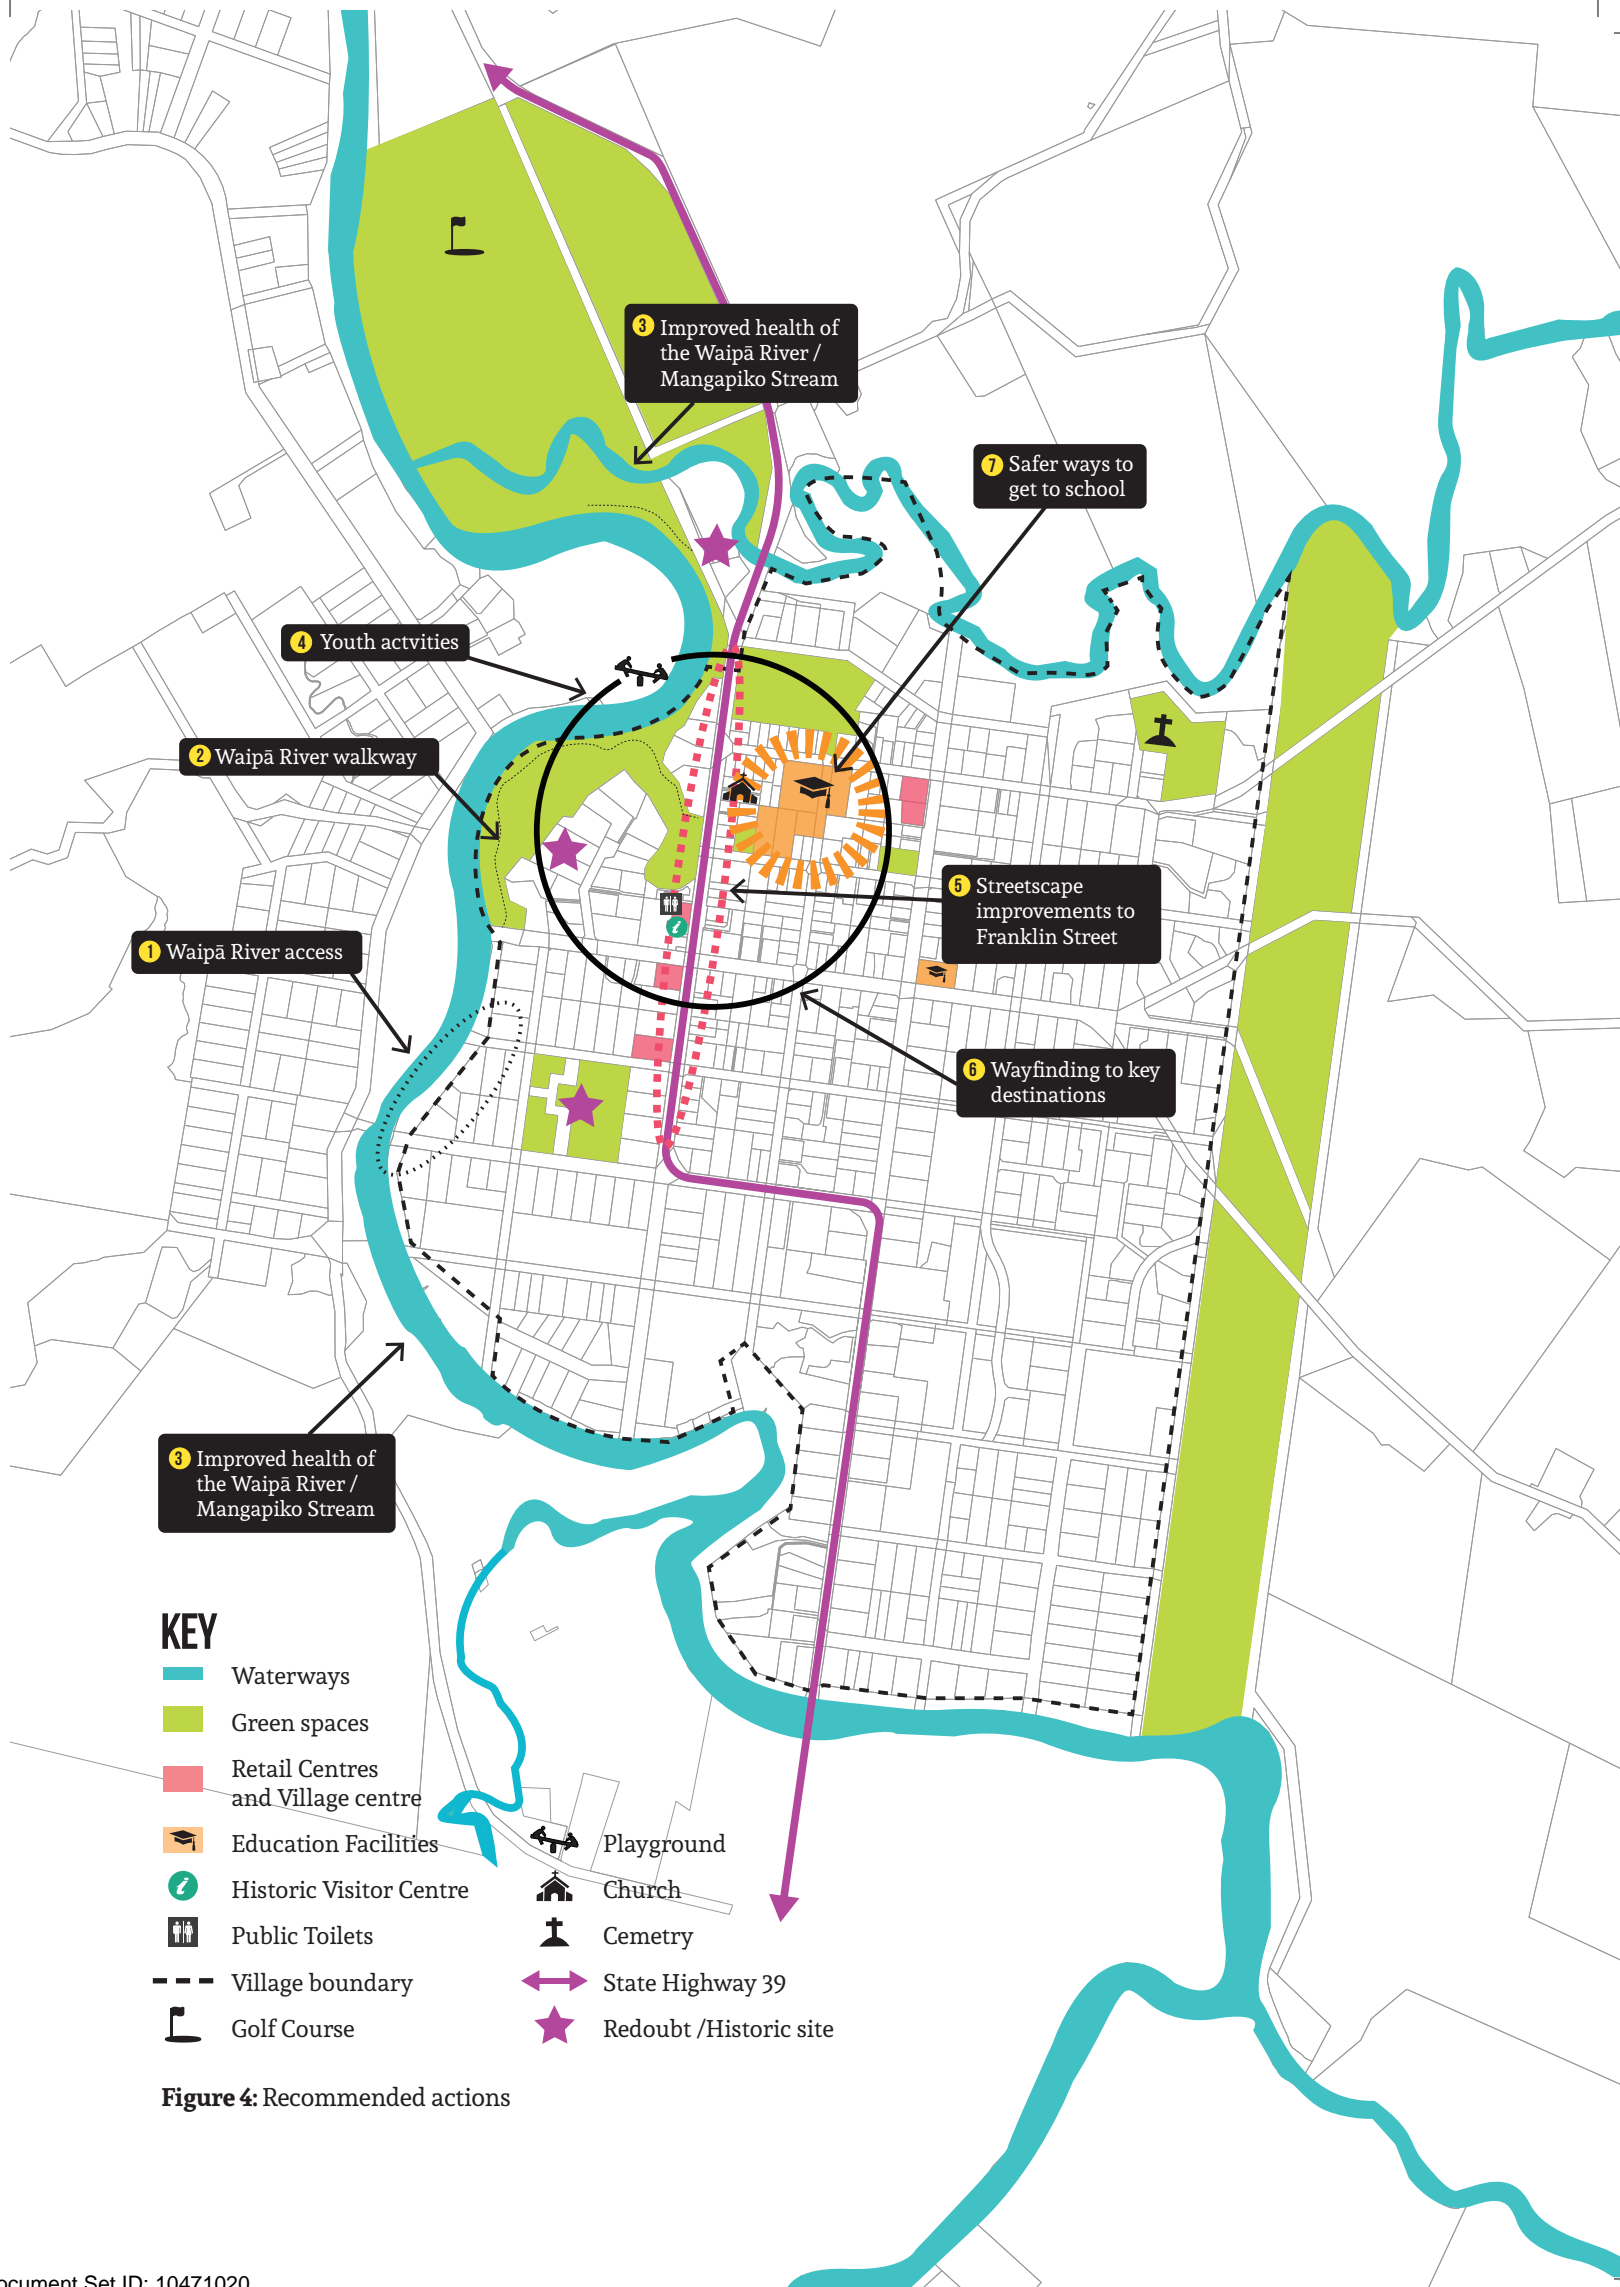 3 Improved health of
the Waipā River /
Mangapiko Stream
7 Safer ways to
get to school
4 Youth actvities
2 Waipā River walkway
5 Streetscape
improvements to
Franklin Street
1 Waipā River access
6 Wayfinding to key
destinations
3 Improved health of
the Waipā River /
Mangapiko Stream
KEY
Waterways
Green spaces
Retail Centres
and Village centre
Education Facilities
Historic Visitor Centre
Public Toilets
Village boundary
Golf Course
Playground
Church
Cemetry
State Highway 39
Redoubt /Historic site
Figure 4: Recommended actions
ocument Set ID: 10471020